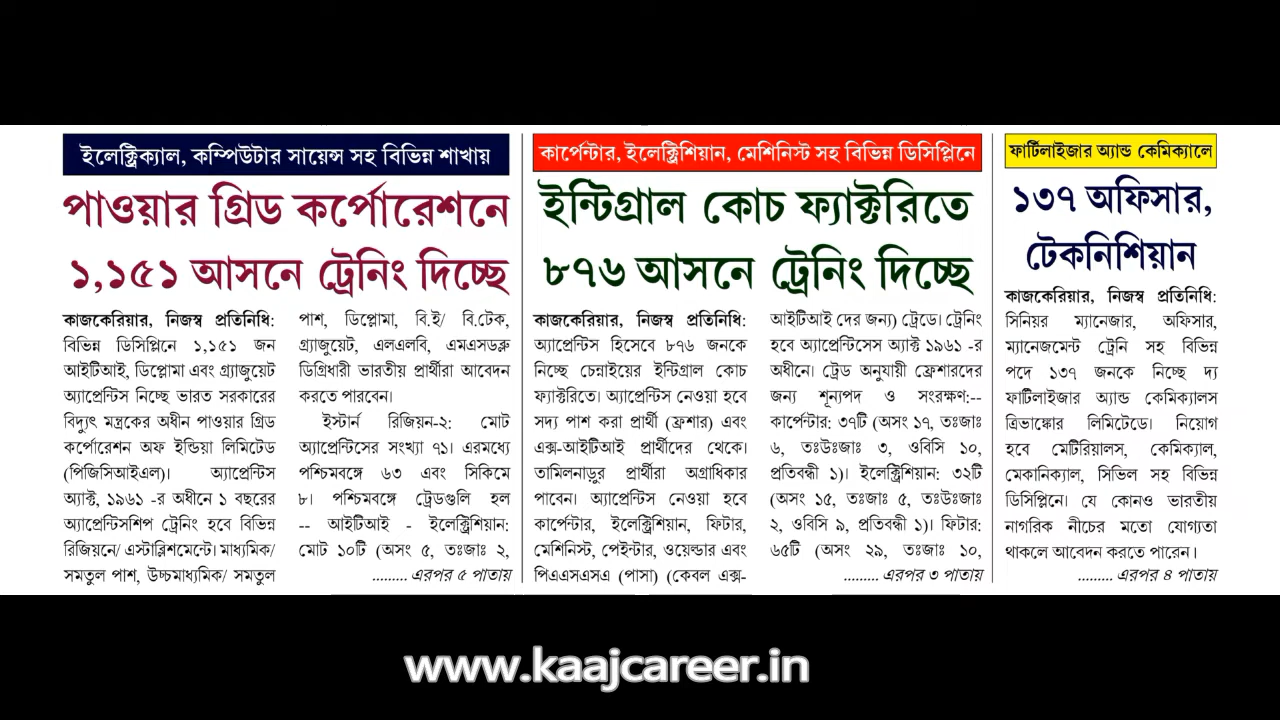 ইলেক্ট্রিক্যাল, কম্পিউটার সায়েন্স সহ বিভিন্ন শাখায়
পাওয়ার গ্রিড কর্পোরেশনে
১,১৫১ আসনে ট্রেনিং দিচ্ছে
কাজকেরিয়ার, নিজস্ব প্রতিনিধি:
বিভিন্ন ডিসিপ্লিনে ১,১৫১ জন
আইটিআই, ডিপ্লোমা এবং গ্র্যাজুয়েট
অ্যাপ্রেন্টিস নিচ্ছে ভারত সরকারের
বিদ্যুৎ মন্ত্রকের অধীন পাওয়ার গ্রিড
কর্পোরেশন অফ ইন্ডিয়া লিমিটেড
(পিজিসিআইএল)। অ্যাপ্রেন্টিস
অ্যাক্ট, ১৯৬১ -র অধীনে ১ বছরের
অ্যাপ্রেন্টিসশিপ ট্রেনিং হবে বিভিন্ন
রিজিয়নে/ এস্টাব্লিশমেন্টে। মাধ্যমিক/
সমতুল পাশ, উচ্চমাধ্যমিক/ সমতুল
পাশ, ডিপ্লোমা, বি.ই/ বি.টেক,
গ্র্যাজুয়েট, এলএলবি, এমএসডব্লু
ডিগ্রিধারী ভারতীয় প্রার্থীরা আবেদন
করতে পারবেন।
ইস্টার্ন রিজিয়ন-২: মোট
অ্যাপ্রেন্টিসের সংখ্যা ৭১। এরমধ্যে
পশ্চিমবঙ্গে ৬৩ এবং সিকিমে
৮। পশ্চিমবঙ্গে ট্রেডগুলি হল
-- আইটিআই - ইলেক্ট্রিশিয়ান:
মোট ১০টি (অসং ৫, তঃজাঃ ২,
......... এরপর ৫ পাতায়
কার্পেন্টার, ইলেক্ট্রিশিয়ান, মেশিনিস্ট সহ বিভিন্ন ডিসিপ্লিনে
ইন্টিগ্রাল কোচ ফ্যাক্টরিতে
৮৭৬ আসনে ট্রেনিং দিচ্ছে
কাজকেরিয়ার, নিজস্ব প্রতিনিধি:
অ্যাপ্রেন্টিস হিসেবে ৮৭৬ জনকে
নিচ্ছে চেন্নাইয়ের ইন্টিগ্রাল কোচ
ফ্যাক্টরিতে। অ্যাপ্রেন্টিস নেওয়া হবে
সদ্য পাশ করা প্রার্থী (ফ্রেশার) এবং
এক্স-আইটিআই প্রার্থীদের থেকে।
তামিলনাড়ুর প্রার্থীরা অগ্রাধিকার
পাবেন। অ্যাপ্রেন্টিস নেওয়া হবে
কার্পেন্টার, ইলেক্ট্রিশিয়ান, ফিটার,
মেশিনিস্ট, পেইন্টার, ওয়েল্ডার এবং
পিএএসএসএ (পাসা) (কেবল এক্স-
আইটিআই দের জন্য) ট্রেডে। ট্রেনিং
হবে অ্যাপ্রেন্টিসেস অ্যাক্ট ১৯৬১ -র
অধীনে। ট্রেড অনুযায়ী ফ্রেশারদের
জন্য শূন্যপদ ও সংরক্ষণ:--
কার্পেন্টার: ৩৭টি (অসং ১৭, তঃজাঃ
৬, তঃউঃজাঃ ৩, ওবিসি ১০,
প্রতিবন্ধী ১)। ইলেক্ট্রিশিয়ান: ৩২টি
(অসং ১৫, তঃজাঃ ৫, তঃউঃজাঃ
২, ওবিসি ৯, প্রতিবন্ধী ১)। ফিটার:
৬৫টি (অসং ২৯, তঃজাঃ ১০,
......... এরপর ৩ পাতায়
ফার্টিলাইজার অ্যান্ড কেমিক্যালে
১৩৭ অফিসার,
টেকনিশিয়ান
কাজকেরিয়ার, নিজস্ব প্রতিনিধি:
সিনিয়র ম্যানেজার, অফিসার,
ম্যানেজমেন্ট ট্রেনি সহ বিভিন্ন
পদে ১৩৭ জনকে নিচ্ছে দ্য
ফার্টিলাইজার অ্যান্ড কেমিক্যালস
ত্রিভাঙ্কোর লিমিটেডে। নিয়োগ
হবে মেটিরিয়ালস, কেমিক্যাল,
মেকানিক্যাল, সিভিল সহ বিভিন্ন
ডিসিপ্লিনে। যে কোনও ভারতীয়
নাগরিক নীচের মতো যোগ্যতা
থাকলে আবেদন করতে পারেন।
......... এরপর ৪ পাতায়
www.kaajcareer.in